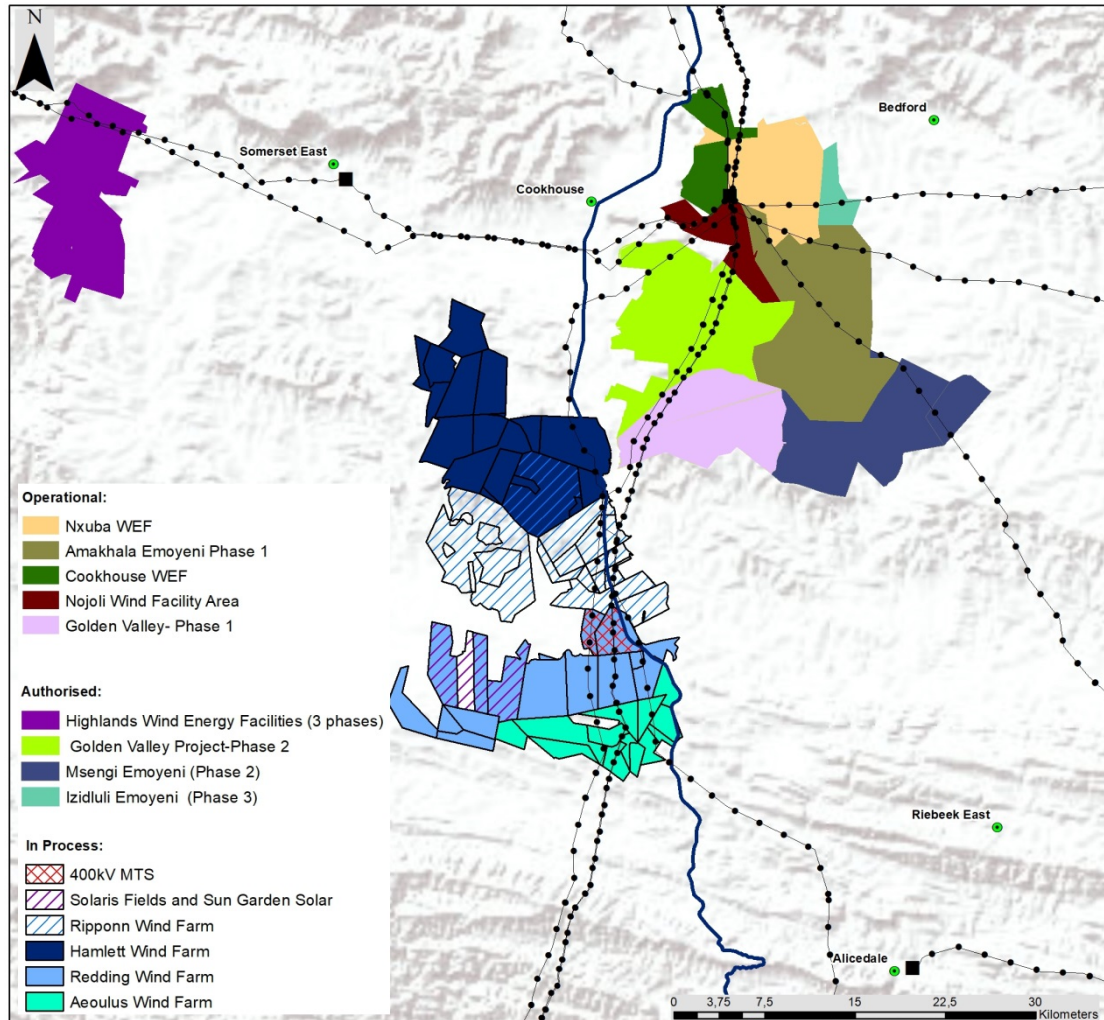 N
Bedford
Somerset East
Cookhouse
Operational:
Nxuba WEF
Amakhala Emoyeni Phase 1
Cookhouse WEF
Nojoli Wind Facility Area
Golden Valley- Phase 1
Authorised:
Highlands Wind Energy Facilities (3 phases)
Golden Valley Project-Phase 2
Msengi Emoyeni (Phase 2)
Izidluli Emoyeni (Phase 3)
Riebeek East
In Process:
400kV MTS
Solaris Fields and Sun Garden Solar
Ripponn Wind Farm
Hamlett Wind Farm
Redding Wind Farm
Aeoulus Wind Farm
Alicedale
0 3,75 7,5 15 22,5 30
Kilometers